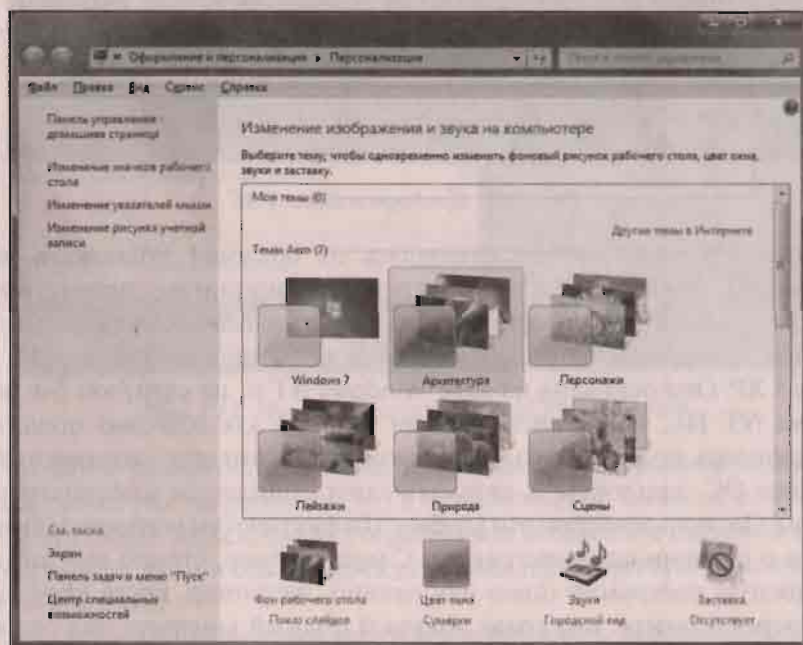 Оформление и персонализация ▸ Персонализация
Файл Правка Вид Сервис Справка
Панель управления -
домашняя страница
Изменение значков рабочего
стола
Изменение указателей мыши
Изменение рисунка учетной
записи
См. также
Экран
Панель задач и меню "Пуск"
Центр специальных
возможностей
Изменение изображения и звука на компьютере
Выберите тему, чтобы одновременно изменить фоновый рисунок рабочего стола, цвет окна,
звуки и заставку.
Мои темы (0)
Другие темы в Интернете
Темы Aero (7)
Windows 7 Архитектура Персонажи
Пейзажи Природа Сцены
Фон рабочего стола Цвет окна Звуки Заставка
Показ слайдов Сумерки Городской вид Отсутствует